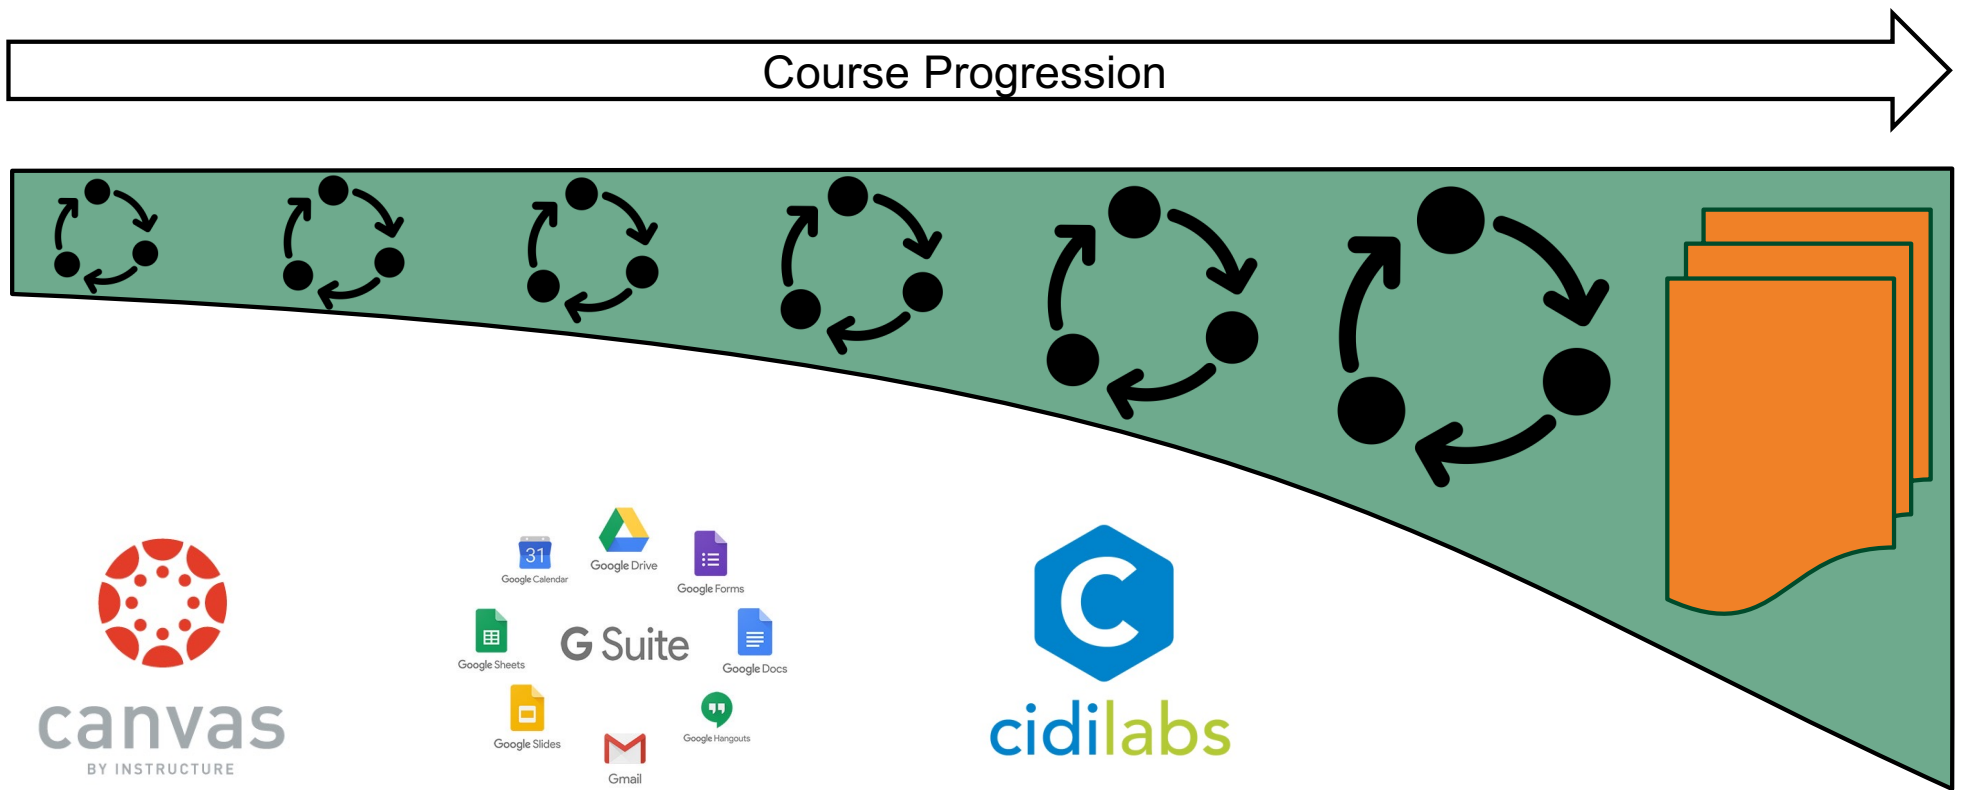 Course Progression
31
Google Calendar
Google Drive
Google Forms
Google Sheets
G Suite
Google Docs
Google Slides
Gmail
Google Hangouts
canvas
BY INSTRUCTURE
C
cidilabs